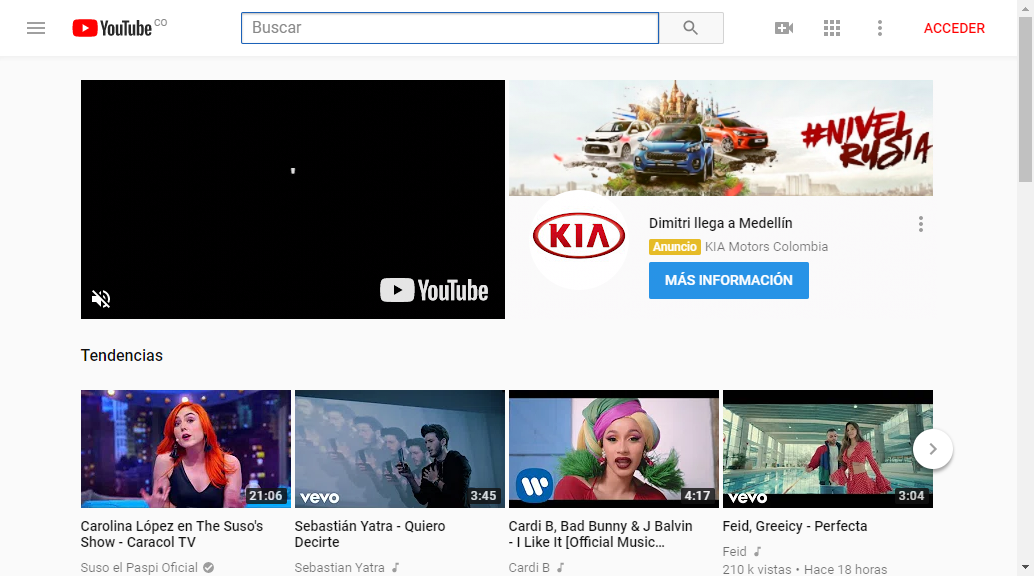 YouTube CO
Buscar
ACCEDER
#NIVEL
RUSIA
YouTube
KIA
Dimitri llega a Medellín
Anuncio KIA Motors Colombia
MÁS INFORMACIÓN
Tendencias
21:06
vevo 3:45
W 4:17
vevo 3:04
Carolina López en The Suso's
Show - Caracol TV
Suso el Paspi Oficial
Sebastián Yatra - Quiero
Decirte
Sebastian Yatra
Cardi B, Bad Bunny & J Balvin
- I Like It [Official Music...
Cardi B
Feid, Greeicy - Perfecta
Feid
210 k vistas • Hace 18 horas